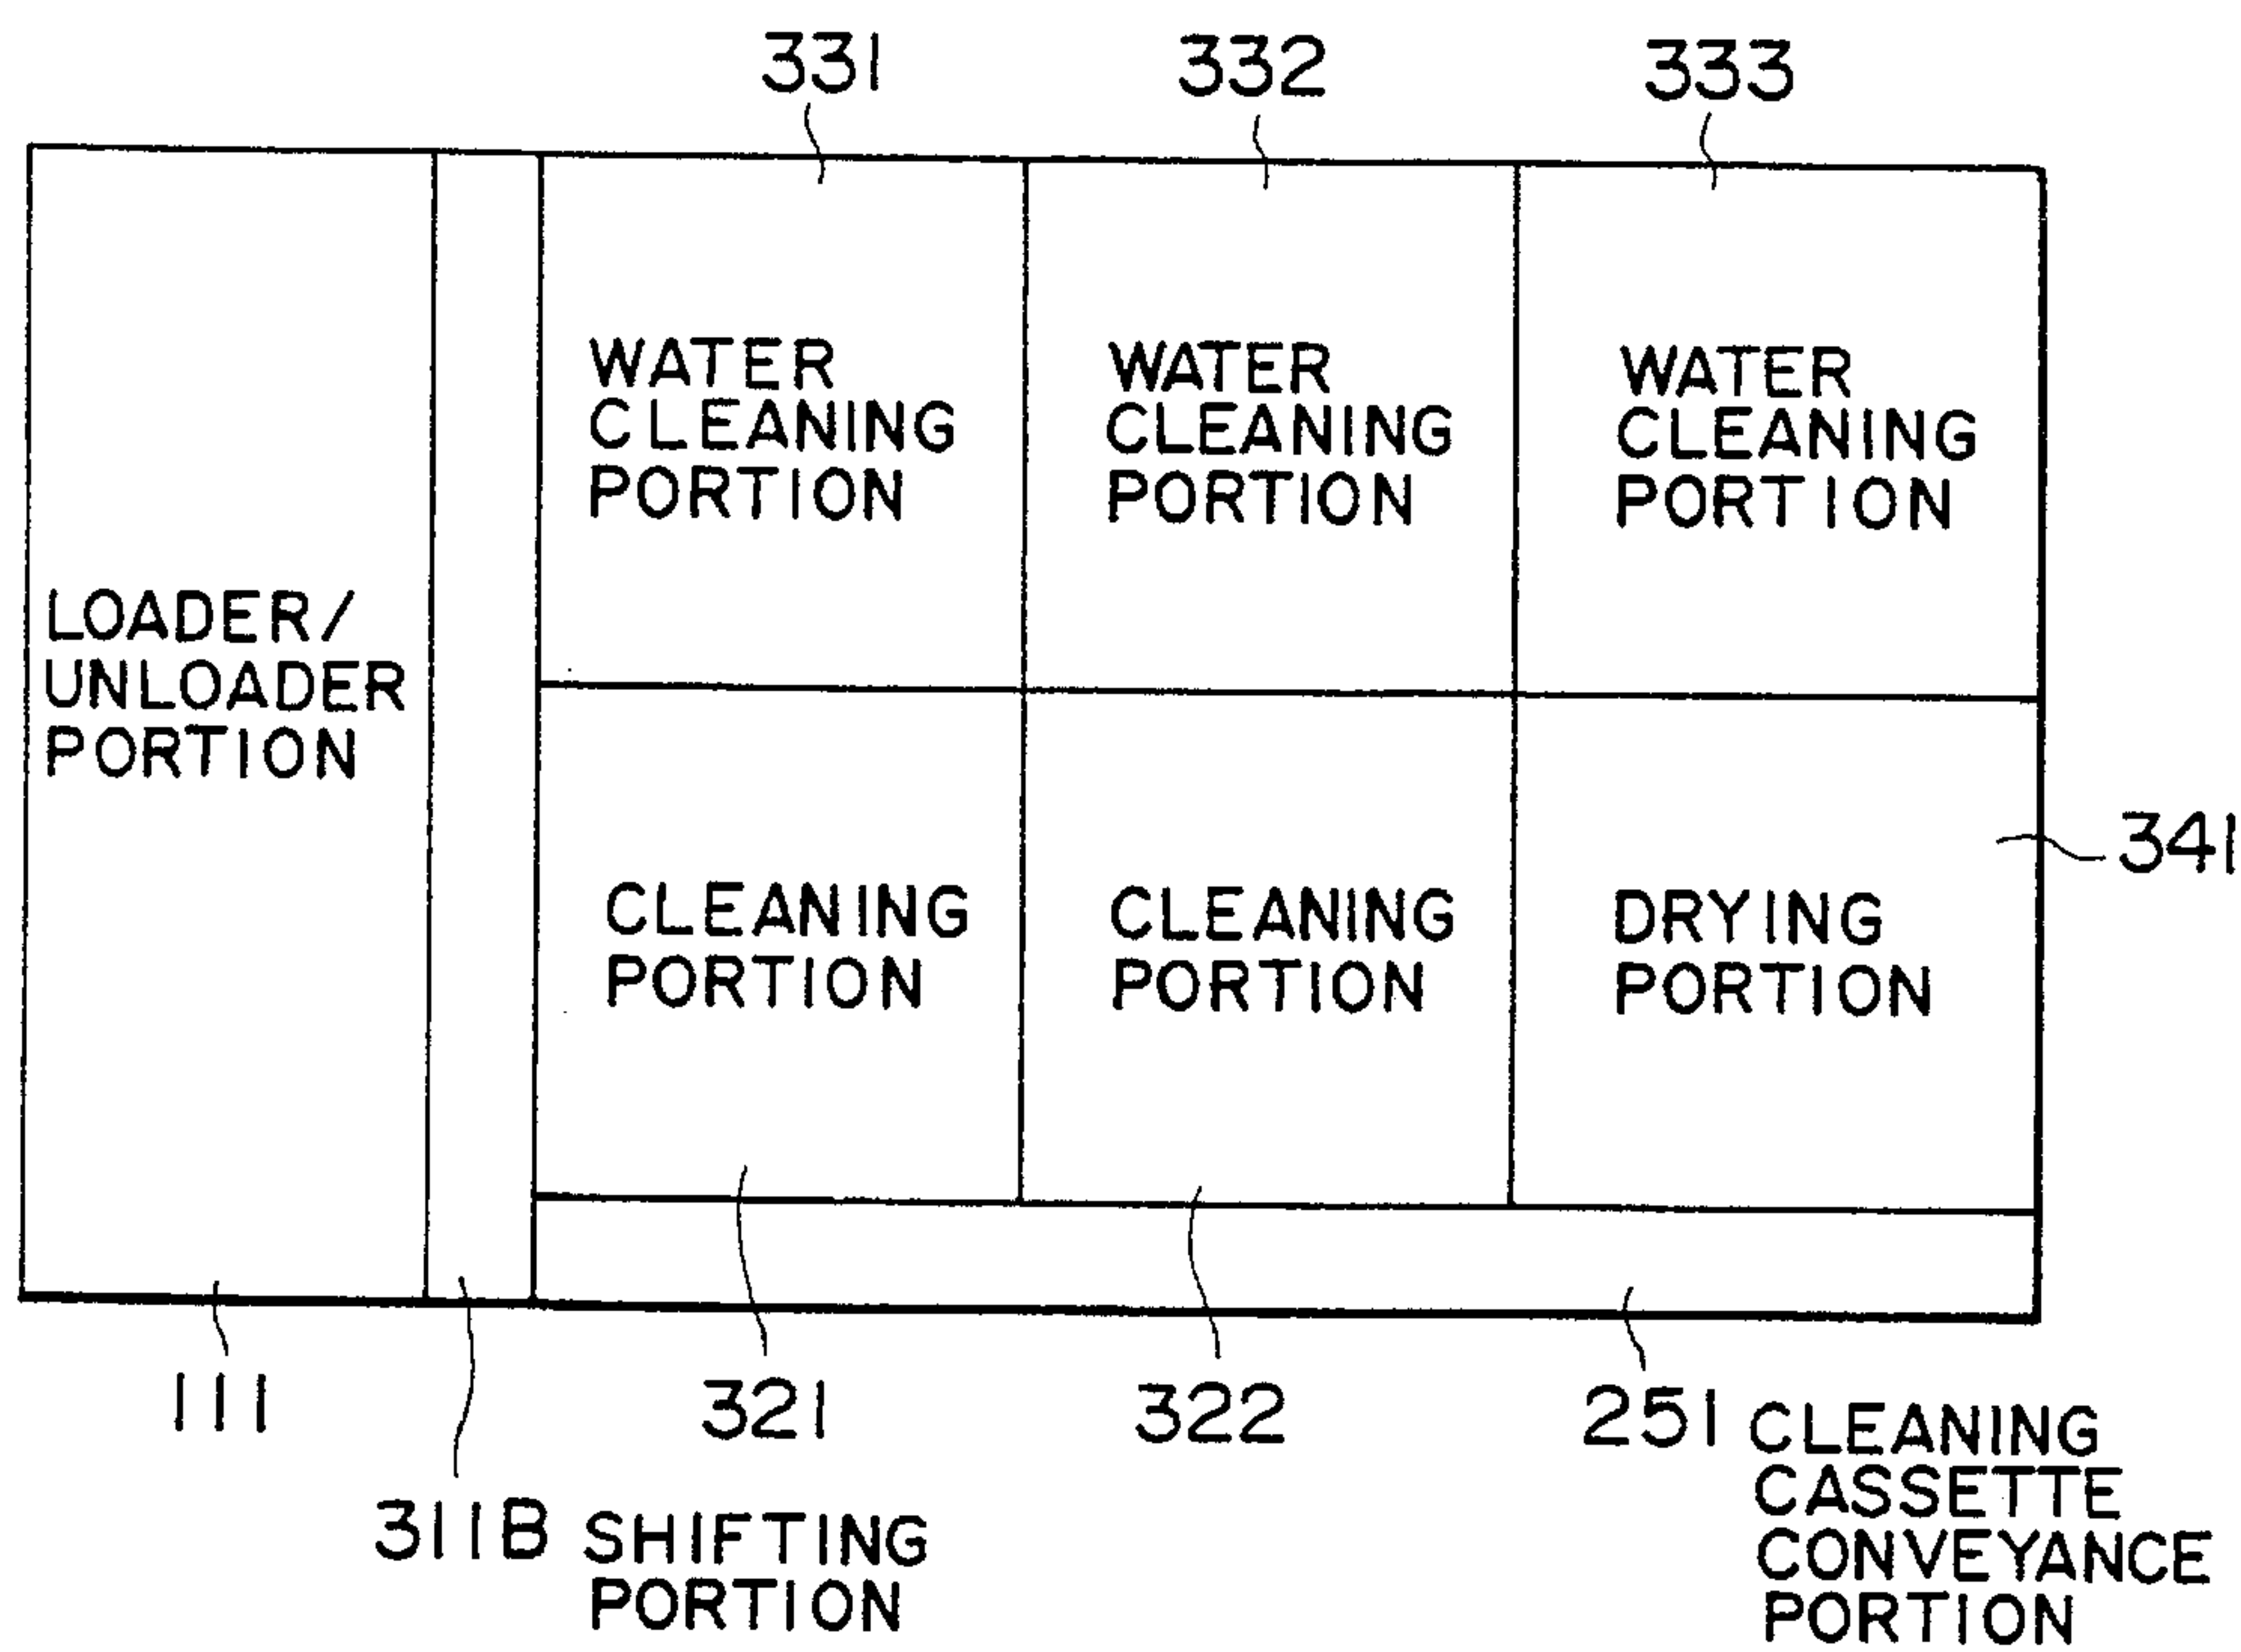 331
332
333
WATER
CLEANING
PORTION
WATER
CLEANING
PORTION
WATER
CLEANING
PORTION
LOADER/
UNLOADER
PORTION
341
CLEANING
PORTION
CLEANING
PORTION
DRYING
PORTION
111
321
322
251 CLEANING
CASSETTE
CONVEYANCE
PORTION
311B SHIFTING
PORTION